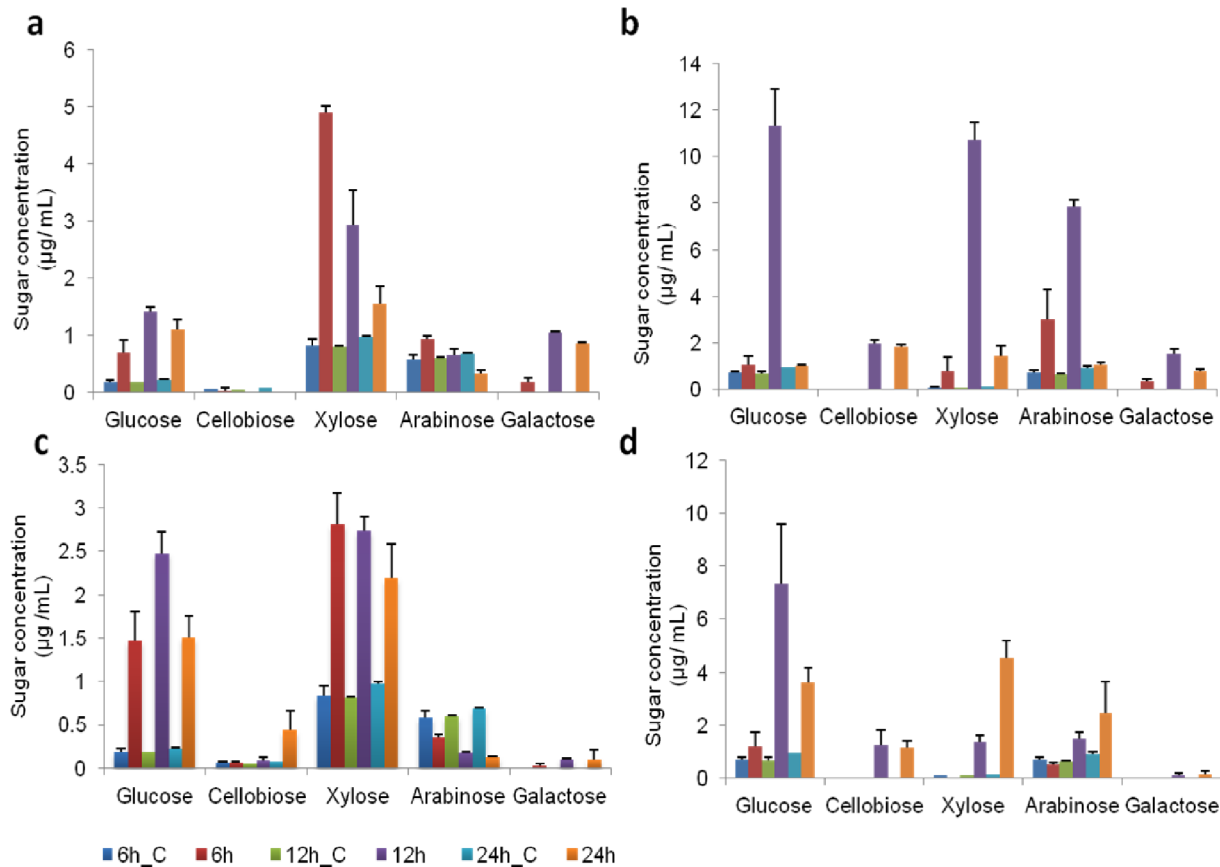 a
6
5
4
3
2
1
0
Sugar concentration
(µg/ mL)
Glucose Cellobiose Xylose Arabinose Galactose
b
14
12
10
8
6
4
2
0
Sugar concentration
(µg/ mL)
Glucose Cellobiose Xylose Arabinose Galactose
c
3.5
3
2.5
2
1.5
1
0.5
0
Sugar concentration
(µg /mL)
Glucose Cellobiose Xylose Arabinose Galactose
d
12
10
8
6
4
2
0
Sugar concentration
(µg/ mL)
Glucose Cellobiose Xylose Arabinose Galactose
6h_C 6h 12h_C 12h 24h_C 24h